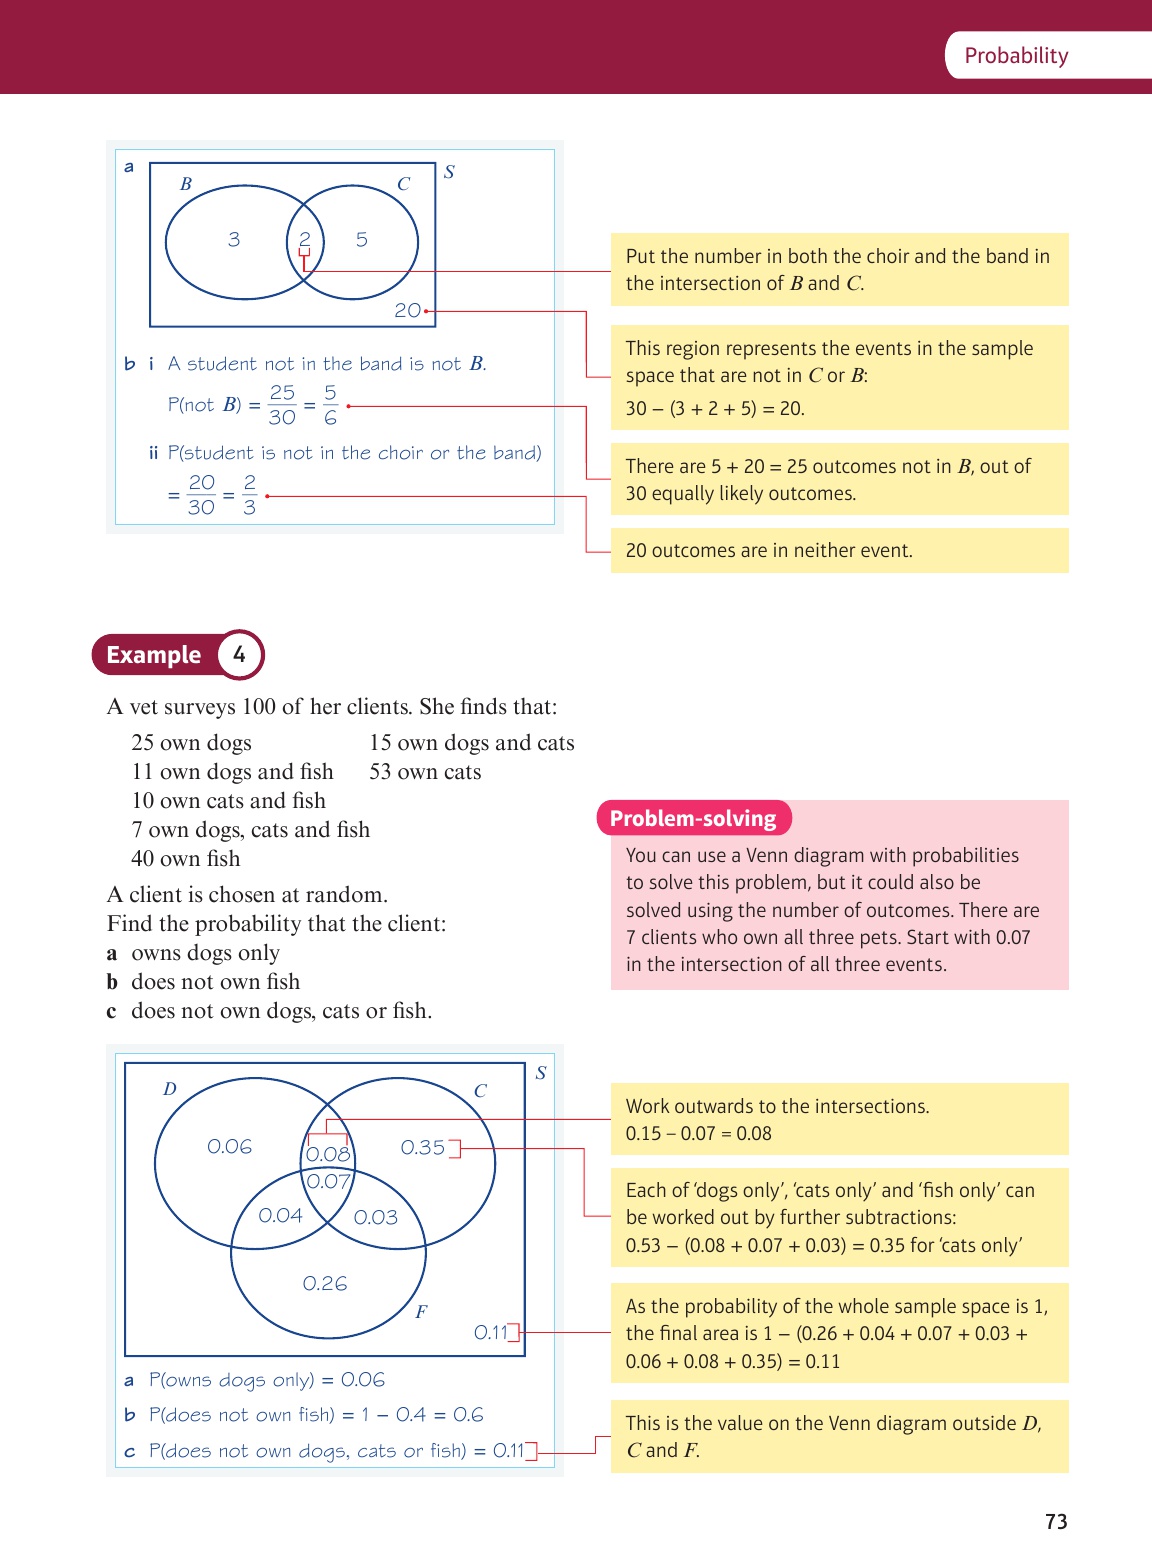 Probability
a
B
C
S
3
2
5
20
Put the number in both the choir and the band in
the intersection of B and C.
This region represents the events in the sample
space that are not in C or B:
30 − (3 + 2 + 5) = 20.
b i A student not in the band is not B.
P(not B) = 25/30 = 5/6
There are 5 + 20 = 25 outcomes not in B, out of
30 equally likely outcomes.
ii P(student is not in the choir or the band)
= 20/30 = 2/3
20 outcomes are in neither event.
Example 4
A vet surveys 100 of her clients. She finds that:
25 own dogs 15 own dogs and cats
11 own dogs and fish 53 own cats
10 own cats and fish
7 own dogs, cats and fish
40 own fish
A client is chosen at random.
Find the probability that the client:
a owns dogs only
b does not own fish
c does not own dogs, cats or fish.
Problem-solving
You can use a Venn diagram with probabilities
to solve this problem, but it could also be
solved using the number of outcomes. There are
7 clients who own all three pets. Start with 0.07
in the intersection of all three events.
D
C
S
0.06
0.08
0.35
0.07
0.04
0.03
0.26
F
0.11
Work outwards to the intersections.
0.15 − 0.07 = 0.08
Each of ‘dogs only’, ‘cats only’ and ‘fish only’ can
be worked out by further subtractions:
0.53 − (0.08 + 0.07 + 0.03) = 0.35 for ‘cats only’
As the probability of the whole sample space is 1,
the final area is 1 − (0.26 + 0.04 + 0.07 + 0.03 +
0.06 + 0.08 + 0.35) = 0.11
a P(owns dogs only) = 0.06
b P(does not own fish) = 1 − 0.4 = 0.6
c P(does not own dogs, cats or fish) = 0.11
This is the value on the Venn diagram outside D,
C and F.
73